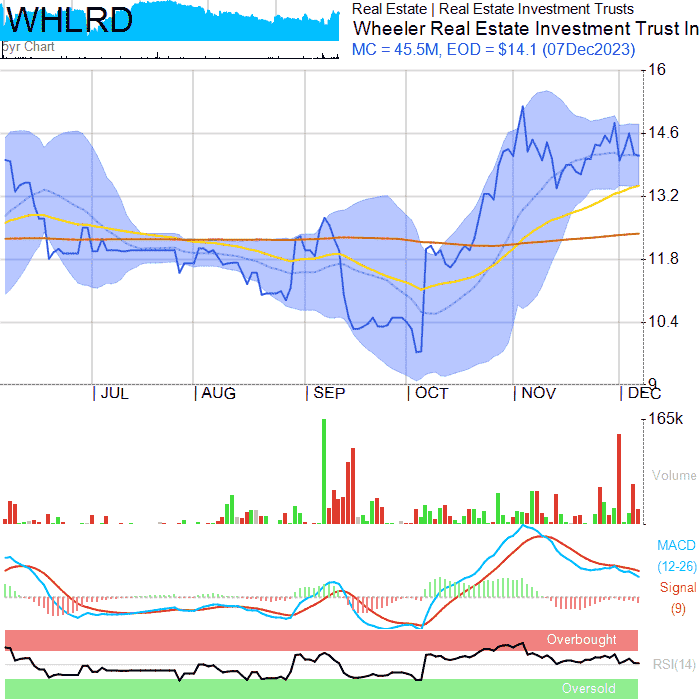 WHLRD
Real Estate | Real Estate Investment Trusts
Wheeler Real Estate Investment Trust In
MC = 45.5M, EOD = $14.1 (07Dec2023)
Chart
16
14.6
13.2
11.8
10.4
9
JUL AUG SEP OCT NOV DEC
165k
Volume
MACD
(12-26)
Signal
(9)
Overbought
RSI(14)
Oversold